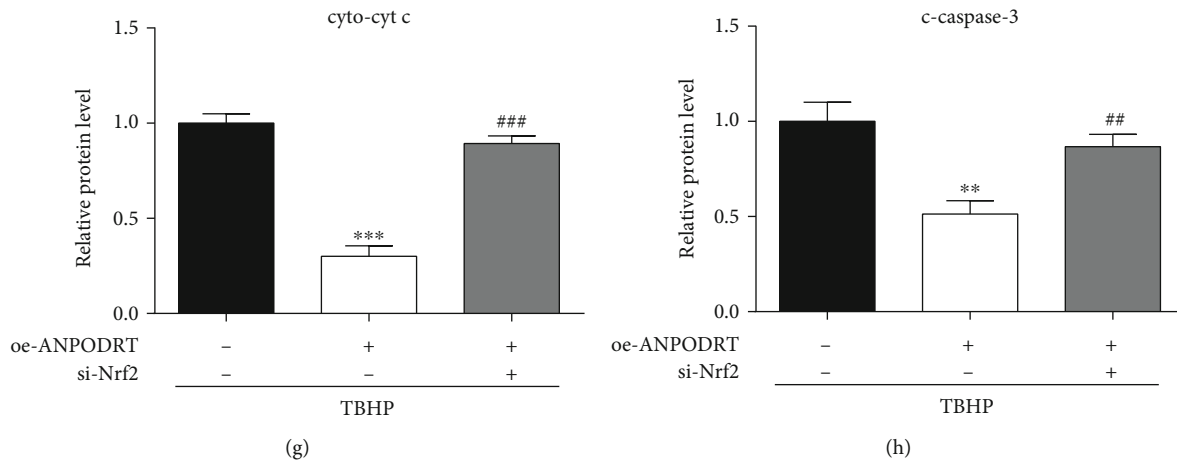 cyto-cyt c
Relative protein level
1.5
1.0
0.5
0.0
***
###
oe-ANPODRT – + +
si-Nrf2 – – +
TBHP
(g)
c-caspase-3
Relative protein level
1.5
1.0
0.5
0.0
**
##
oe-ANPODRT – + +
si-Nrf2 – – +
TBHP
(h)